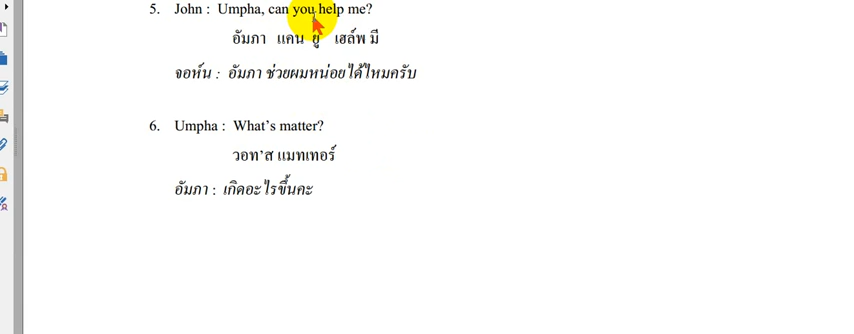 5. John : Umpha, can you help me?
อัมภา แคน ยู เฮล์พ มี
จอห์น : อัมภา ช่วยผมหน่อยได้ไหมครับ
6. Umpha : What's matter?
วอท'ส แมทเทอร์
อัมภา : เกิดอะไรขึ้นคะ